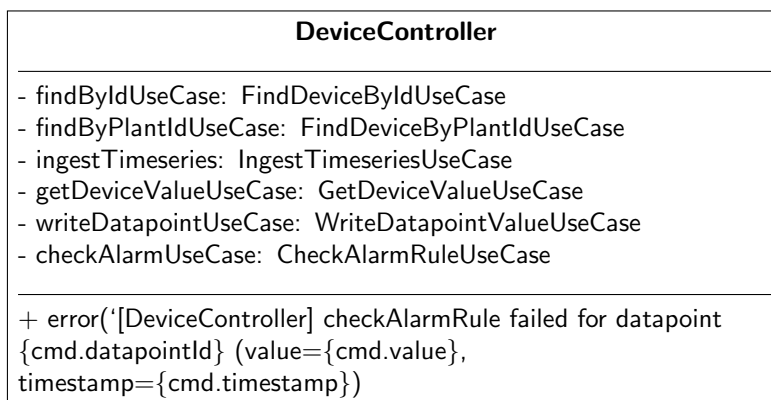 DeviceController
- findByIdUseCase: FindDeviceByIdUseCase
- findByPlantIdUseCase: FindDeviceByPlantIdUseCase
- ingestTimeseries: IngestTimeseriesUseCase
- getDeviceValueUseCase: GetDeviceValueUseCase
- writeDatapointUseCase: WriteDatapointValueUseCase
- checkAlarmUseCase: CheckAlarmRuleUseCase
+ error(‘[DeviceController] checkAlarmRule failed for datapoint
{cmd.datapointId} (value={cmd.value},
timestamp={cmd.timestamp})